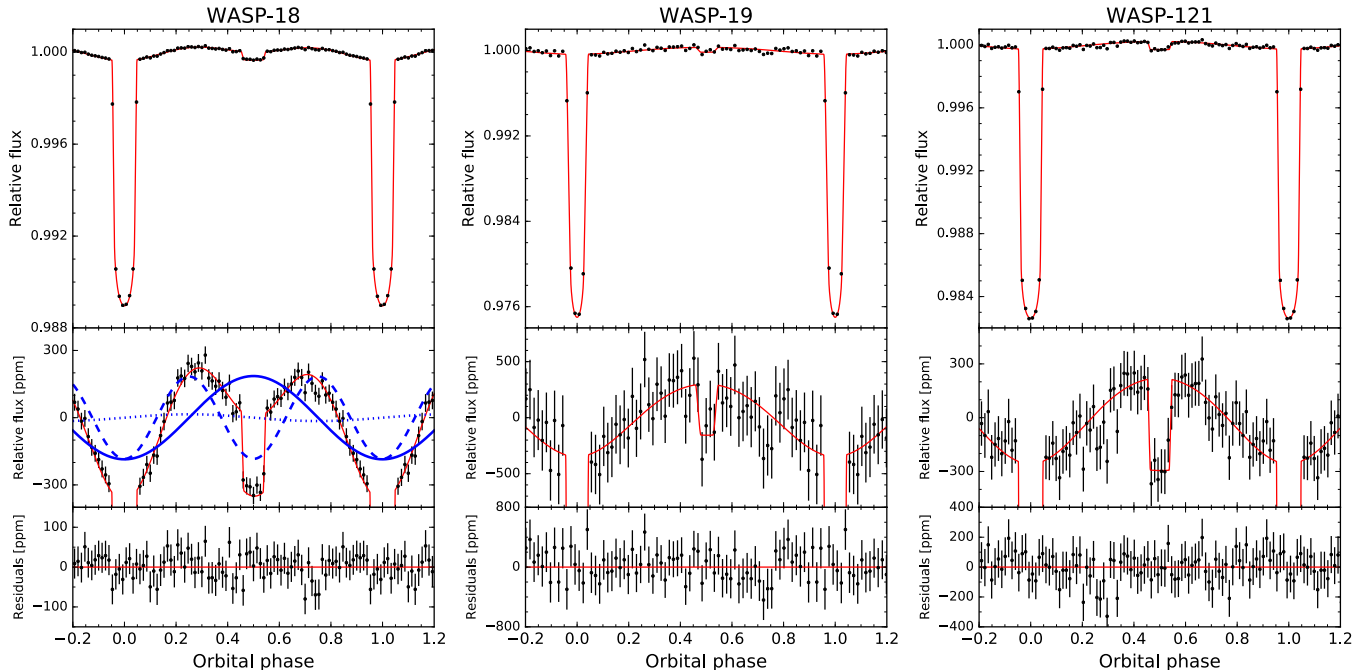 WASP-18
WASP-19
WASP-121
Relative flux
1.000
0.996
0.992
0.988
Relative flux
1.000
0.992
0.984
0.976
Relative flux
1.000
0.996
0.992
0.988
0.984
Relative flux [ppm]
300
0
−300
Relative flux [ppm]
500
0
−500
Relative flux [ppm]
300
0
−300
Residuals [ppm]
100
0
−100
Residuals [ppm]
800
0
−800
Residuals [ppm]
400
200
0
−200
−400
−0.2 0.0 0.2 0.4 0.6 0.8 1.0 1.2
−0.2 0.0 0.2 0.4 0.6 0.8 1.0 1.2
−0.2 0.0 0.2 0.4 0.6 0.8 1.0 1.2
Orbital phase
Orbital phase
Orbital phase